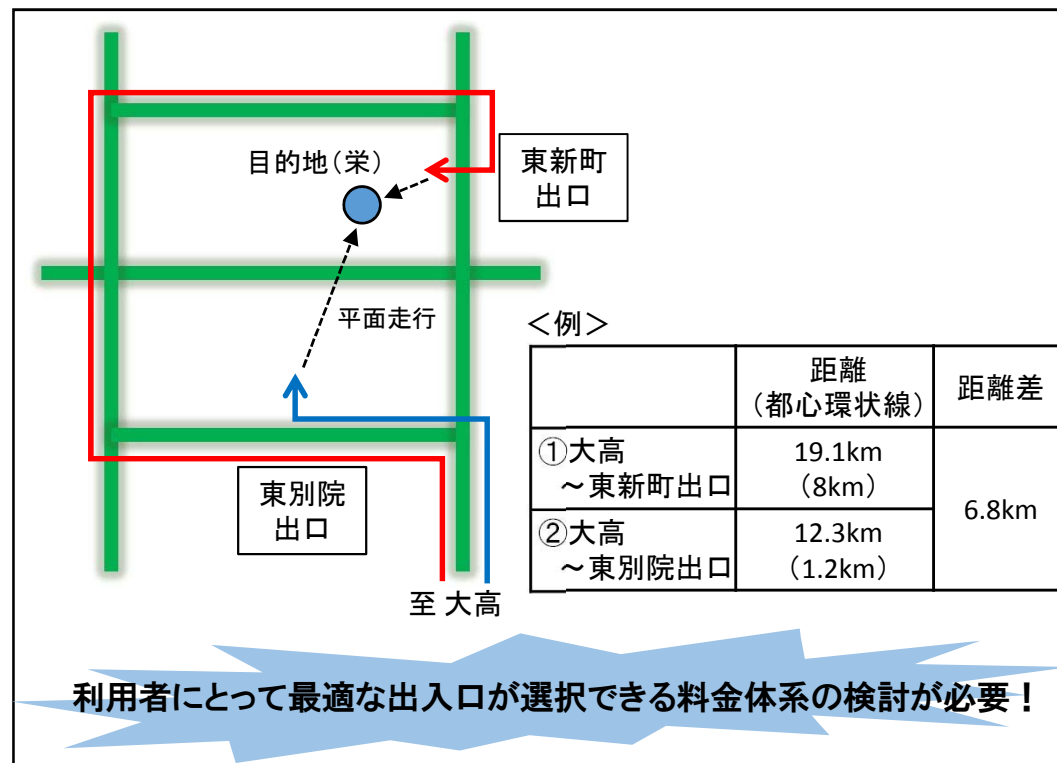 目的地（栄）
東新町
出口
平面走行
東別院
出口
至 大高
＜例＞
距離
（都心環状線）
距離差
①大高
～東新町出口
19.1km
（8km）
6.8km
②大高
～東別院出口
12.3km
（1.2km）
利用者にとって最適な出入口が選択できる料金体系の検討が必要！